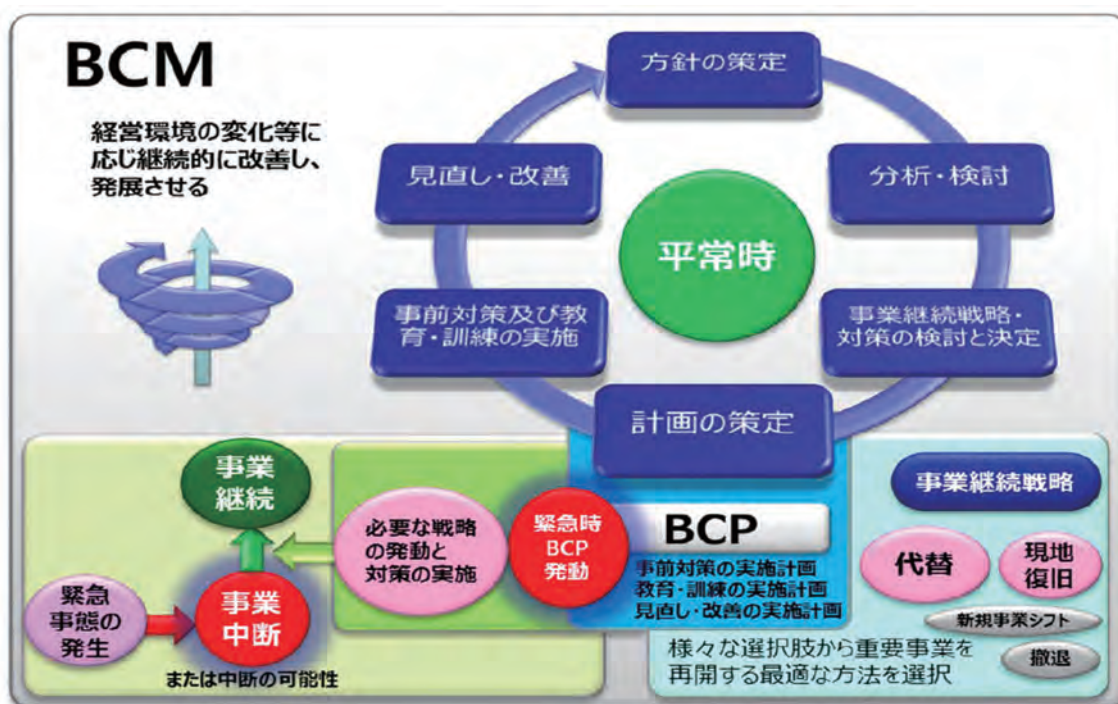 BCM
経営環境の変化等に
応じ継続的に改善し、
発展させる
方針の策定
分析・検討
事業継続戦略・
対策の検討と決定
計画の策定
事前対策及び教
育・訓練の実施
見直し・改善
平常時
緊急
事態の
発生
事業
中断
または中断の可能性
事業
継続
必要な戦略
の発動と
対策の実施
緊急時
BCP
発動
BCP
事前対策の実施計画
教育・訓練の実施計画
見直し・改善の実施計画
事業継続戦略
代替
現地
復旧
新規事業シフト
撤退
様々な選択肢から重要事業を
再開する最適な方法を選択